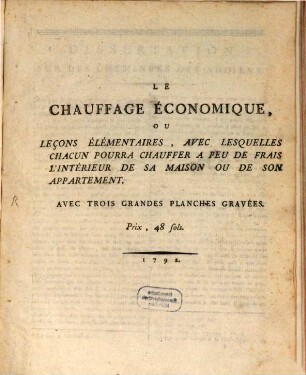 LE
CHAUFFAGE ÉCONOMIQUE,
OU
LEÇONS ÉLÉMENTAIRES, AVEC LESQUELLES
CHACUN POURRA CHAUFFER A PEU DE FRAIS
L'INTÉRIEUR DE SA MAISON OU DE SON
APPARTEMENT.
AVEC TROIS GRANDES PLANCHES GRAVÉES.
Prix, 48 sols.
1792.